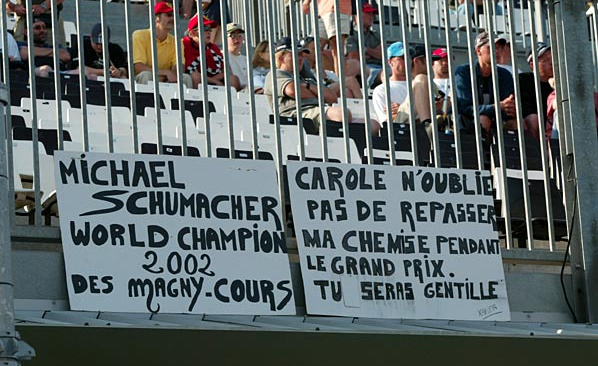 MICHAEL
SCHUMACHER
WORLD CHAMPION
2002
DES MAGNY-COURS
CAROLE N'OUBLIE
PAS DE REPASSER
MA CHEMISE PENDANT
LE GRAND PRIX.
TU SERAS GENTILLE